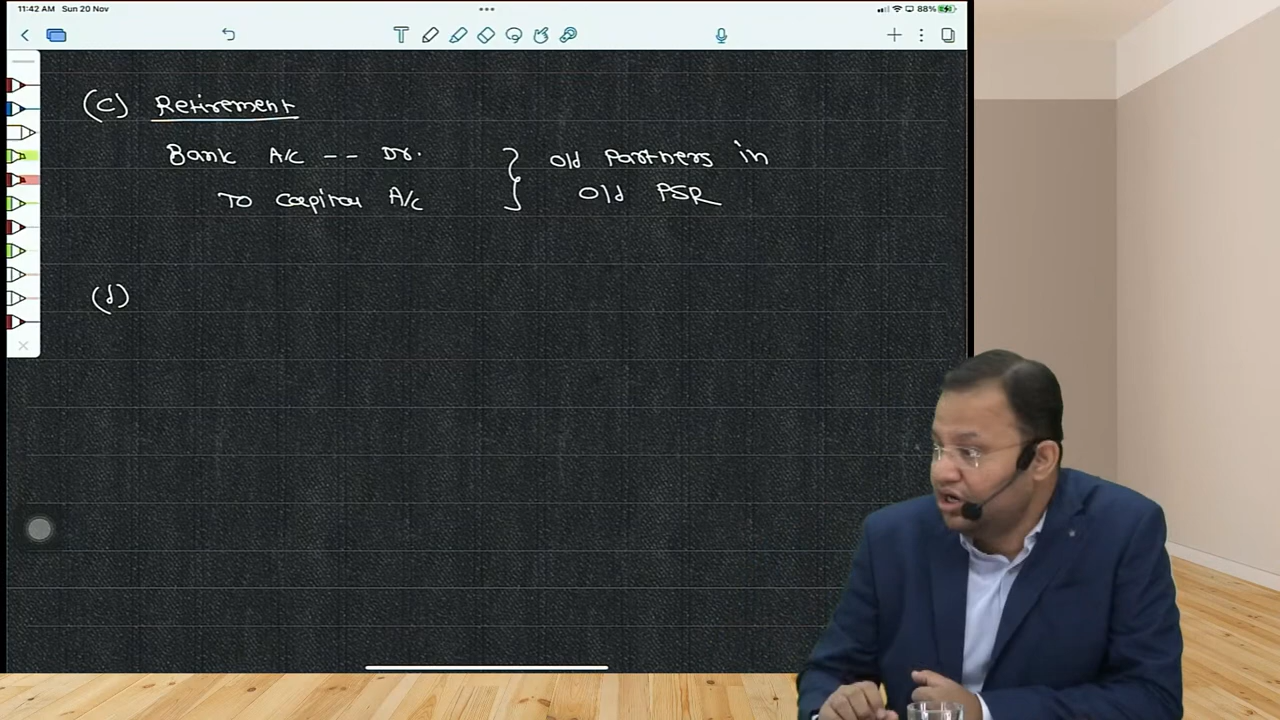 11:42 AM Sun 20 Nov
88%
(c) Retirement
Bank A/c -- Dr. } Old Partners in
To Capital A/c } Old PSR
(d)